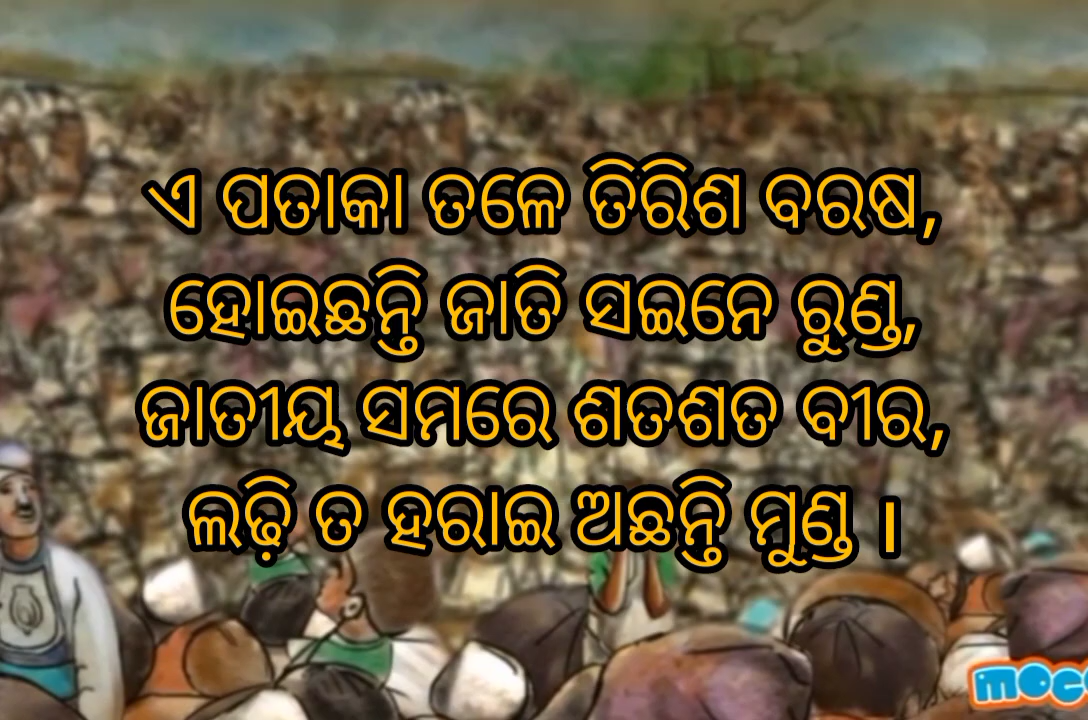 ଏ ପତାକା ତଳେ ତିରିଶ ବରଷ,
ହୋଇଛନ୍ତି ଜାତି ସଇନେ ରୁଣ୍ଡ,
ଜାତୀୟ ସମରେ ଶତଶତ ବୀର,
ଲଢ଼ି ତ ହରାଇ ଅଛନ୍ତି ମୁଣ୍ଡ ।